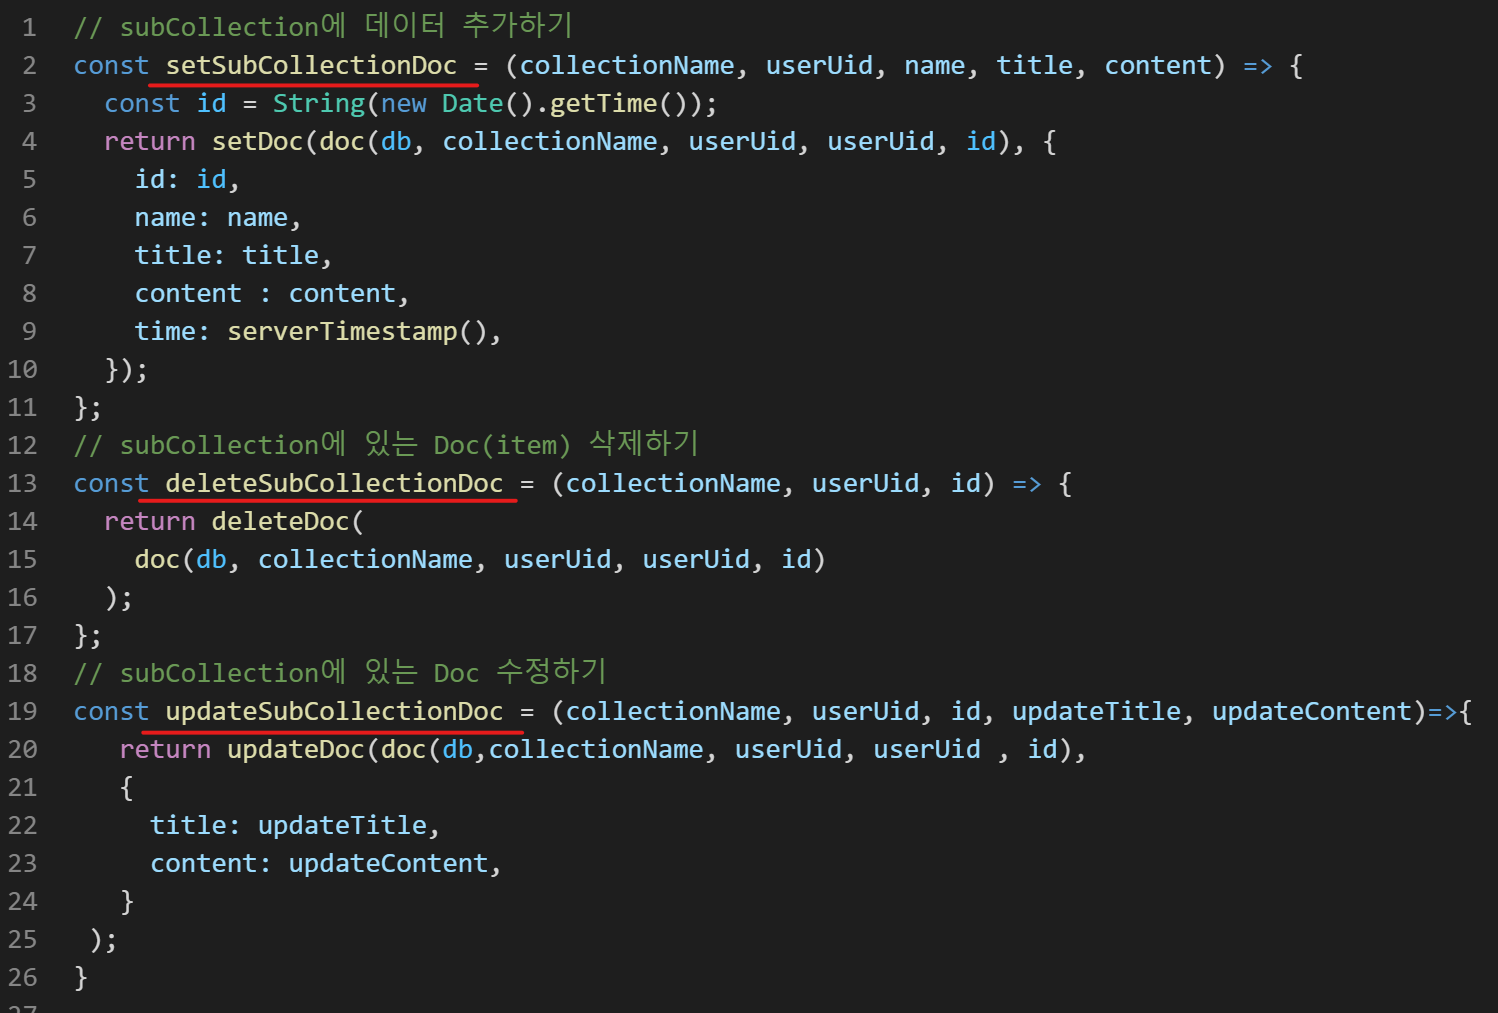 1 // subCollection에 데이터 추가하기
2 const setSubCollectionDoc = (collectionName, userUid, name, title, content) => {
3   const id = String(new Date().getTime());
4   return setDoc(doc(db, collectionName, userUid, userUid, id), {
5     id: id,
6     name: name,
7     title: title,
8     content : content,
9     time: serverTimestamp(),
10   });
11 };
12 // subCollection에 있는 Doc(item) 삭제하기
13 const deleteSubCollectionDoc = (collectionName, userUid, id) => {
14   return deleteDoc(
15     doc(db, collectionName, userUid, userUid, id)
16   );
17 };
18 // subCollection에 있는 Doc 수정하기
19 const updateSubCollectionDoc = (collectionName, userUid, id, updateTitle, updateContent)=>{
20    return updateDoc(doc(db,collectionName, userUid, userUid , id),
21    {
22      title: updateTitle,
23      content: updateContent,
24    }
25  );
26 }
27